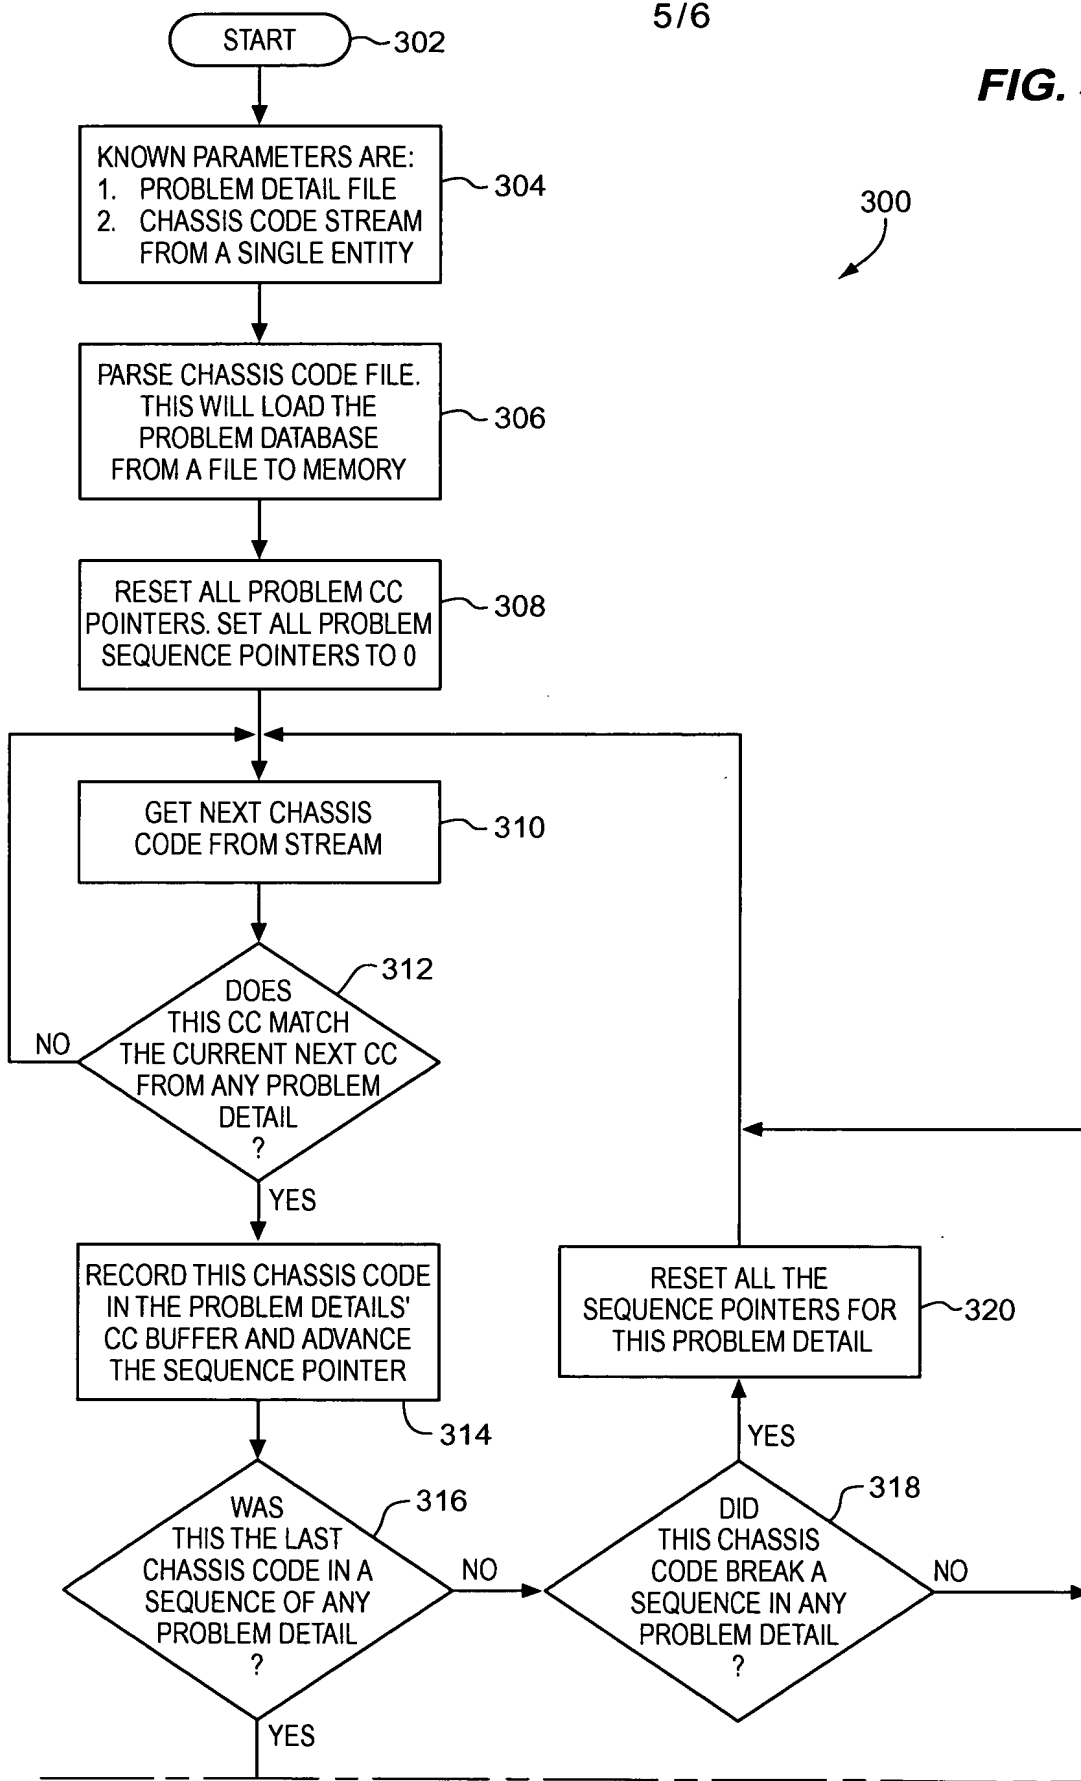 5/6
FIG.
START
302
KNOWN PARAMETERS ARE:
1. PROBLEM DETAIL FILE
2. CHASSIS CODE STREAM
FROM A SINGLE ENTITY
304
300
PARSE CHASSIS CODE FILE.
THIS WILL LOAD THE
PROBLEM DATABASE
FROM A FILE TO MEMORY
306
RESET ALL PROBLEM CC
POINTERS. SET ALL PROBLEM
SEQUENCE POINTERS TO 0
308
GET NEXT CHASSIS
CODE FROM STREAM
310
DOES
THIS CC MATCH
THE CURRENT NEXT CC
FROM ANY PROBLEM
DETAIL
?
312
NO
YES
RECORD THIS CHASSIS CODE
IN THE PROBLEM DETAILS'
CC BUFFER AND ADVANCE
THE SEQUENCE POINTER
314
RESET ALL THE
SEQUENCE POINTERS FOR
THIS PROBLEM DETAIL
320
YES
WAS
THIS THE LAST
CHASSIS CODE IN A
SEQUENCE OF ANY
PROBLEM DETAIL
?
316
NO
DID
THIS CHASSIS
CODE BREAK A
SEQUENCE IN ANY
PROBLEM DETAIL
?
318
NO
YES